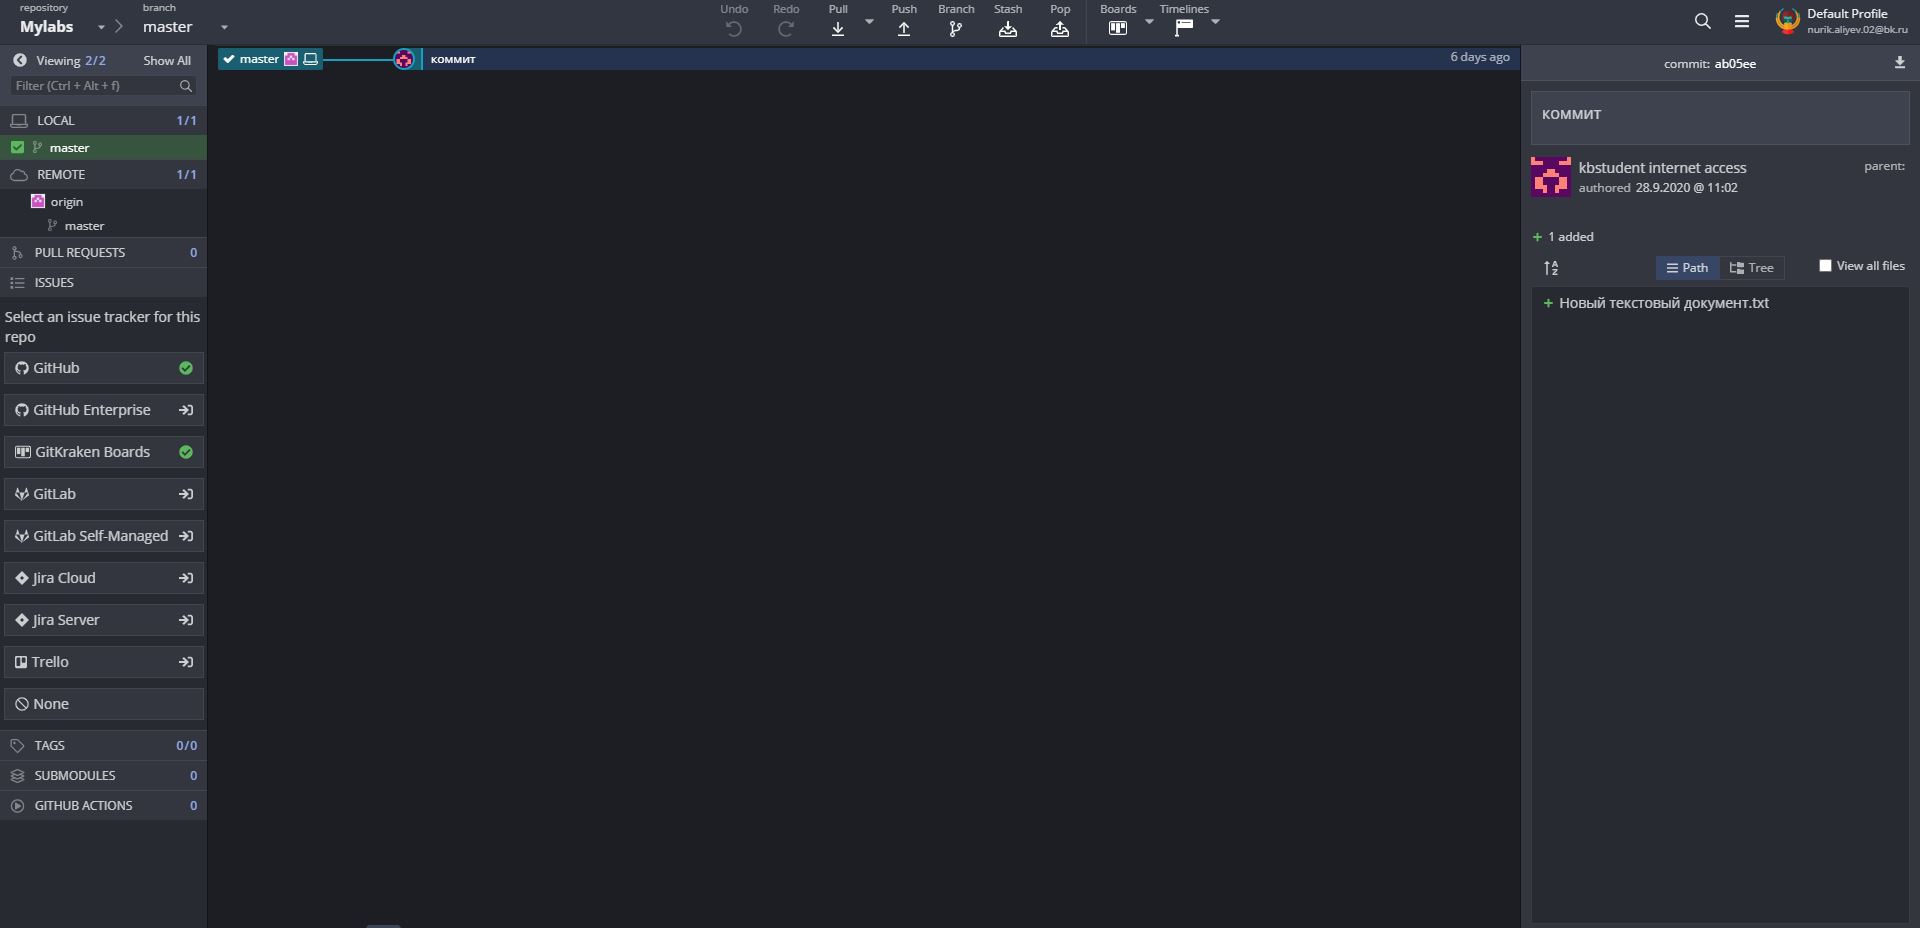 repository
Mylabs
branch
master
Undo
Redo
Pull
Push
Branch
Stash
Pop
Boards
Timelines
Default Profile
nurik.aliyev.02@bk.ru
Viewing 2/2
Show All
Filter (Ctrl + Alt + f)
LOCAL 1/1
master
REMOTE 1/1
origin
master
PULL REQUESTS 0
ISSUES
Select an issue tracker for this
repo
GitHub
GitHub Enterprise
GitKraken Boards
GitLab
GitLab Self-Managed
Jira Cloud
Jira Server
Trello
None
TAGS 0/0
SUBMODULES 0
GITHUB ACTIONS 0
master
коммит
6 days ago
commit: ab05ee
коммит
kbstudent internet access
authored 28.9.2020 @ 11:02
parent:
+ 1 added
A
Z
Path
Tree
View all files
+ Новый текстовый документ.txt